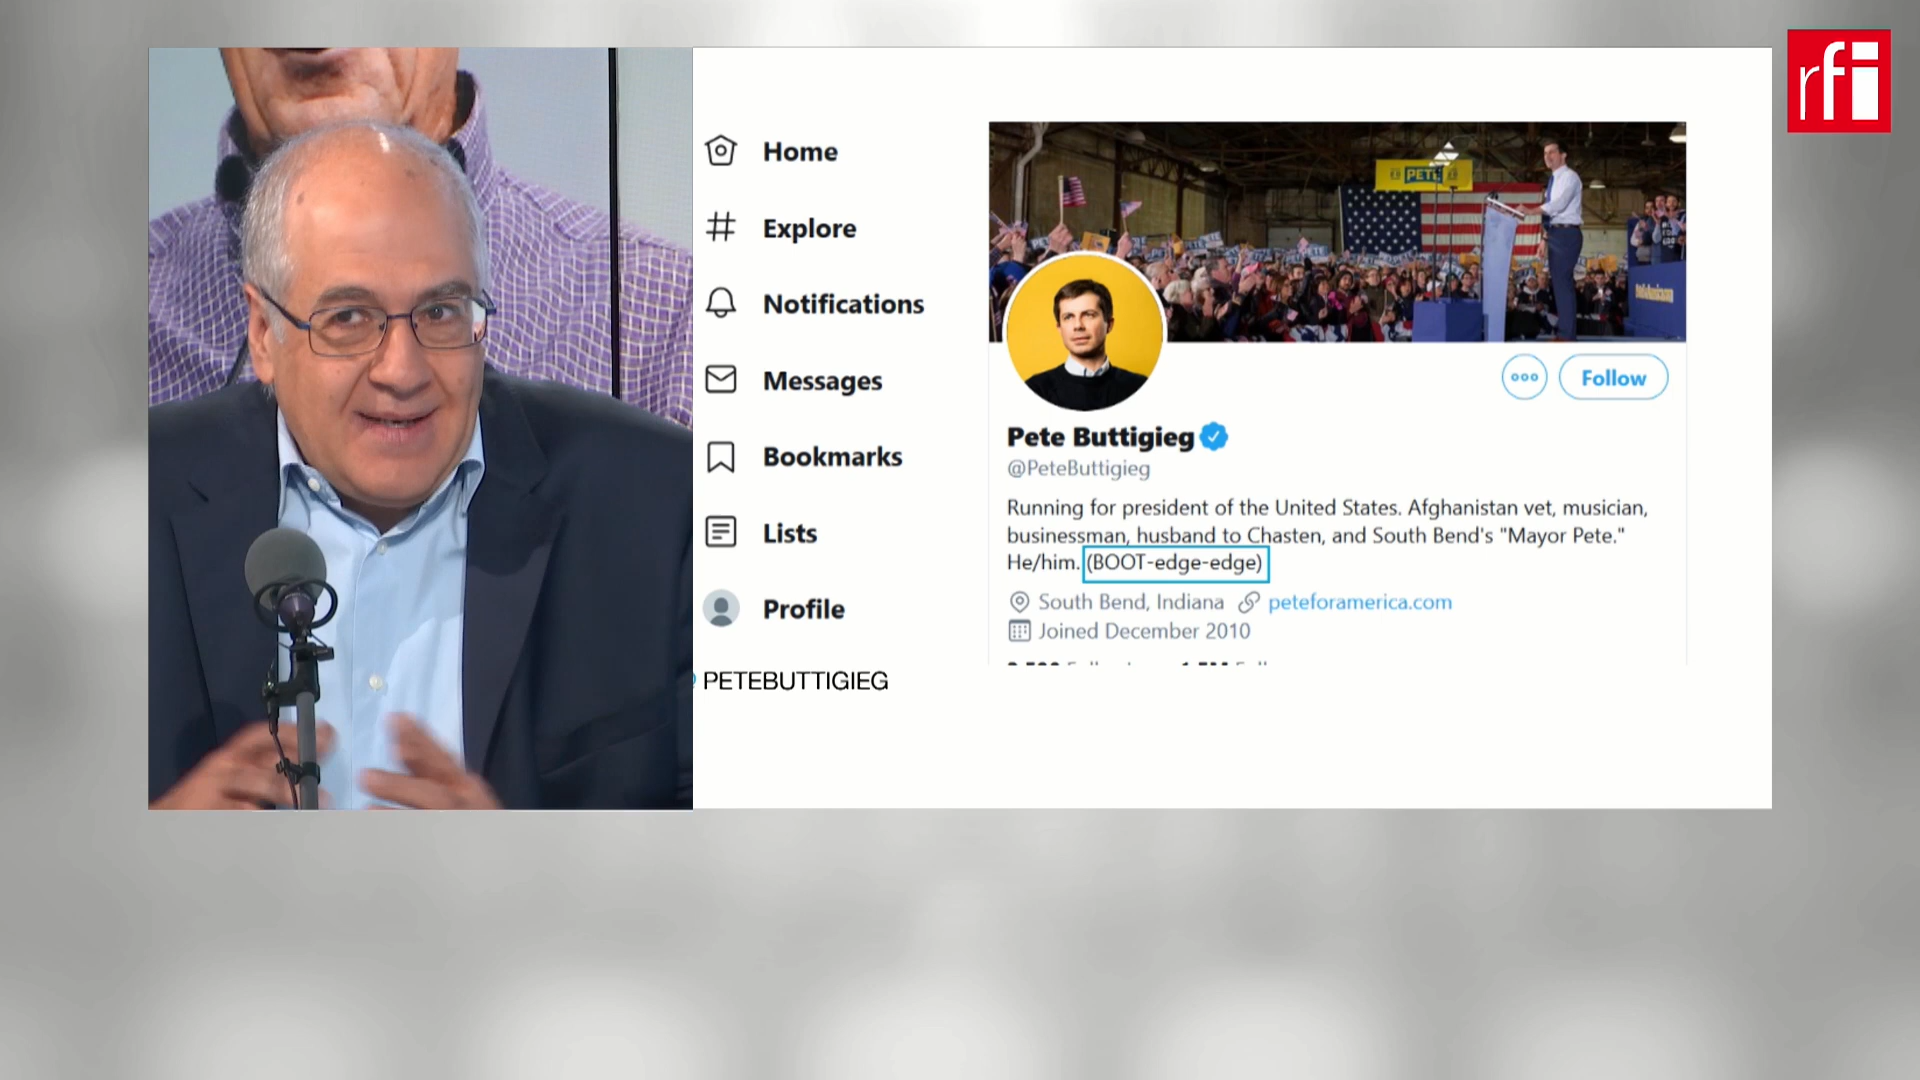 rfi
Home
Explore
Notifications
Messages
Bookmarks
Lists
Profile
PETEBUTTIGIEG
PETE
Follow
Pete Buttigieg
@PeteButtigieg
Running for president of the United States. Afghanistan vet, musician,
businessman, husband to Chasten, and South Bend's "Mayor Pete."
He/him. (BOOT-edge-edge)
South Bend, Indiana peteforamerica.com
Joined December 2010